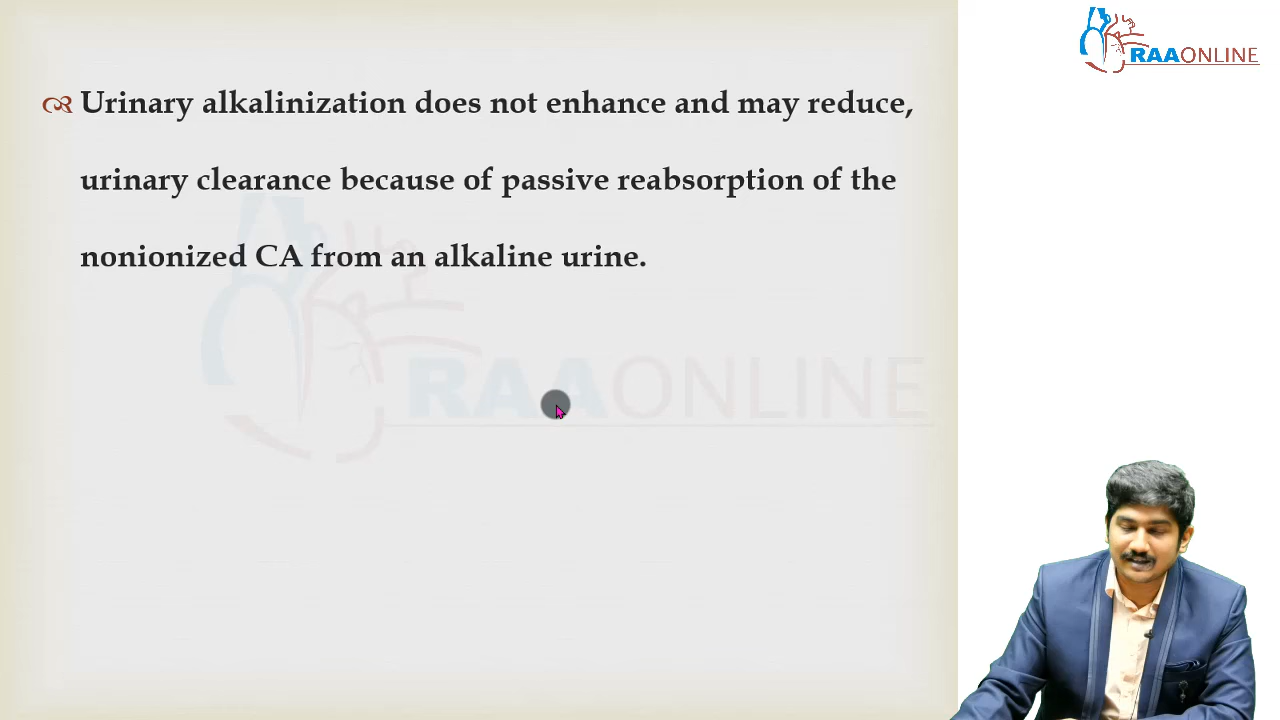 RAAONLINE
Urinary alkalinization does not enhance and may reduce,
urinary clearance because of passive reabsorption of the
nonionized CA from an alkaline urine.
RAAONLINE